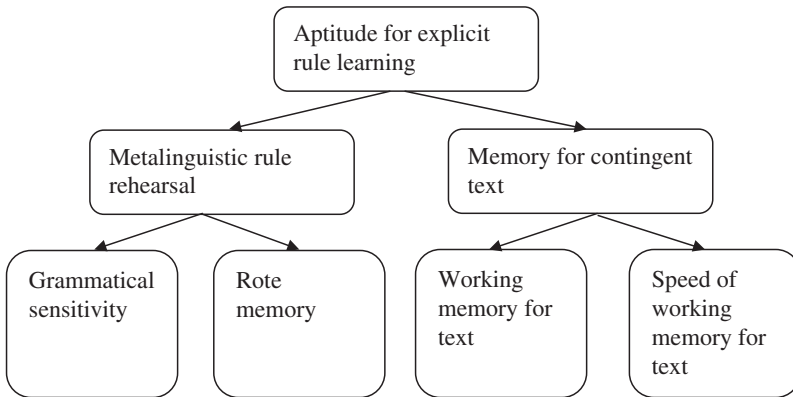 Aptitude for explicit
rule learning
Metalinguistic rule
rehearsal
Memory for contingent
text
Grammatical
sensitivity
Rote
memory
Working
memory for
text
Speed of
working
memory for
text